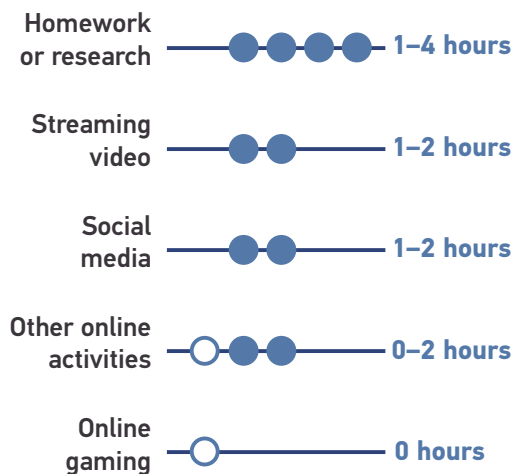 Homework
or research
1–4 hours
Streaming
video
1–2 hours
Social
media
1–2 hours
Other online
activities
0–2 hours
Online
gaming
0 hours